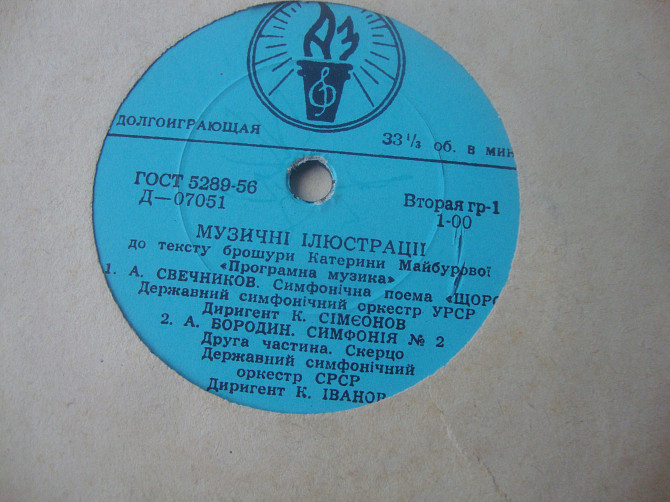 АЗ
ДОЛГОИГРАЮЩАЯ 33 ⅓ об. в мин
ГОСТ 5289-56
Д—07051
Вторая гр-1
1-00
МУЗИЧНІ ІЛЮСТРАЦІЇ
до тексту брошури Катерини Майбурової
«Програмна музика»
1. А. СВЕЧНИКОВ. Симфонічна поема «ЩОРС
Державний симфонічний оркестр УРСР
Диригент К. СІМЄОНОВ
2. А. БОРОДИН. СИМФОНІЯ № 2
Друга частина. Скерцо
Державний симфонічний
оркестр СРСР
Диригент К. ІВАНОВ